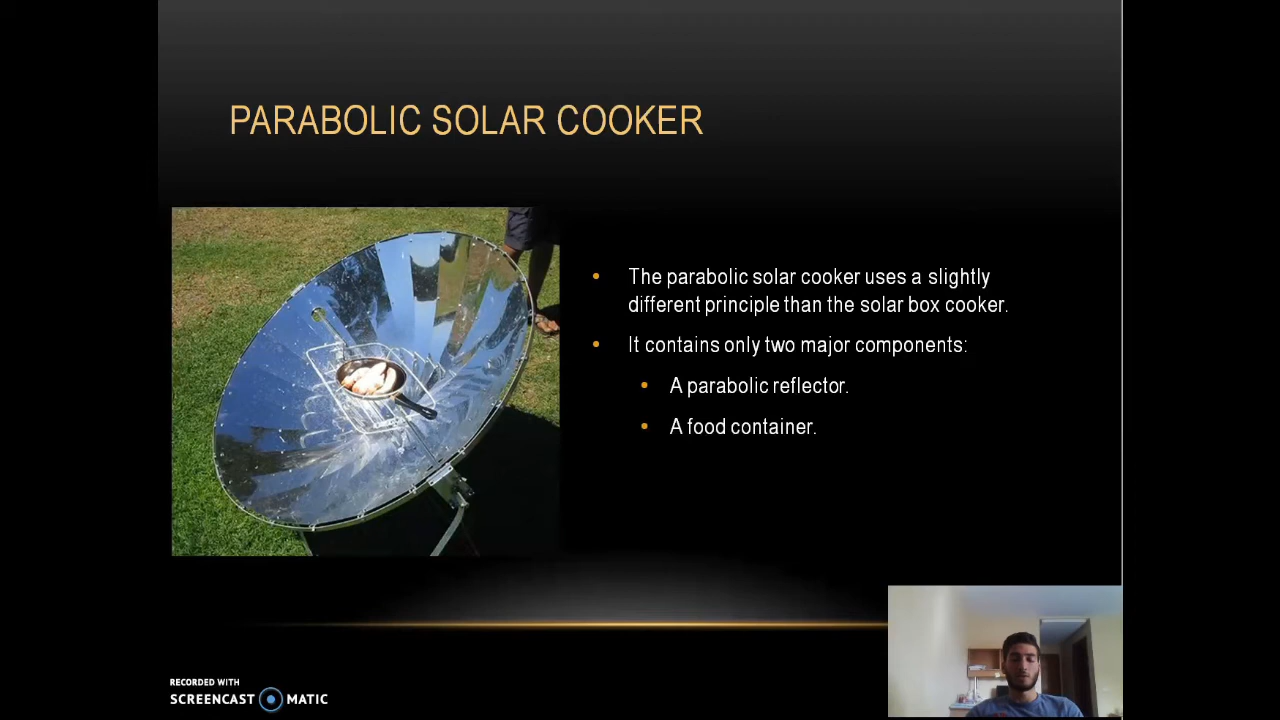 PARABOLIC SOLAR COOKER
• The parabolic solar cooker uses a slightly
different principle than the solar box cooker.
• It contains only two major components:
• A parabolic reflector.
• A food container.
RECORDED WITH
SCREENCAST MATIC